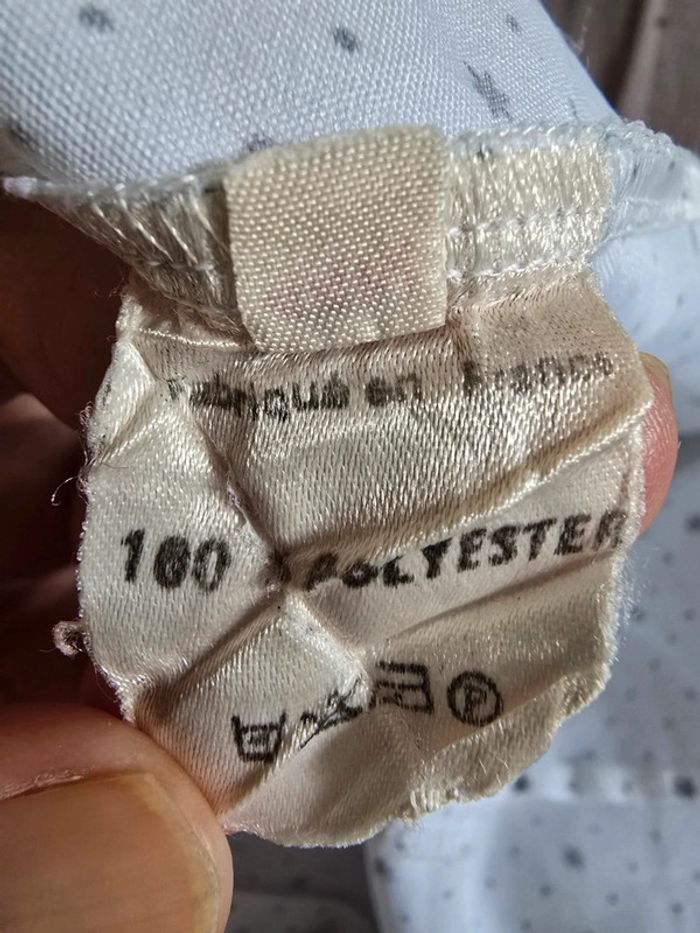 Fabriqué en France
100 % POLYESTER
P